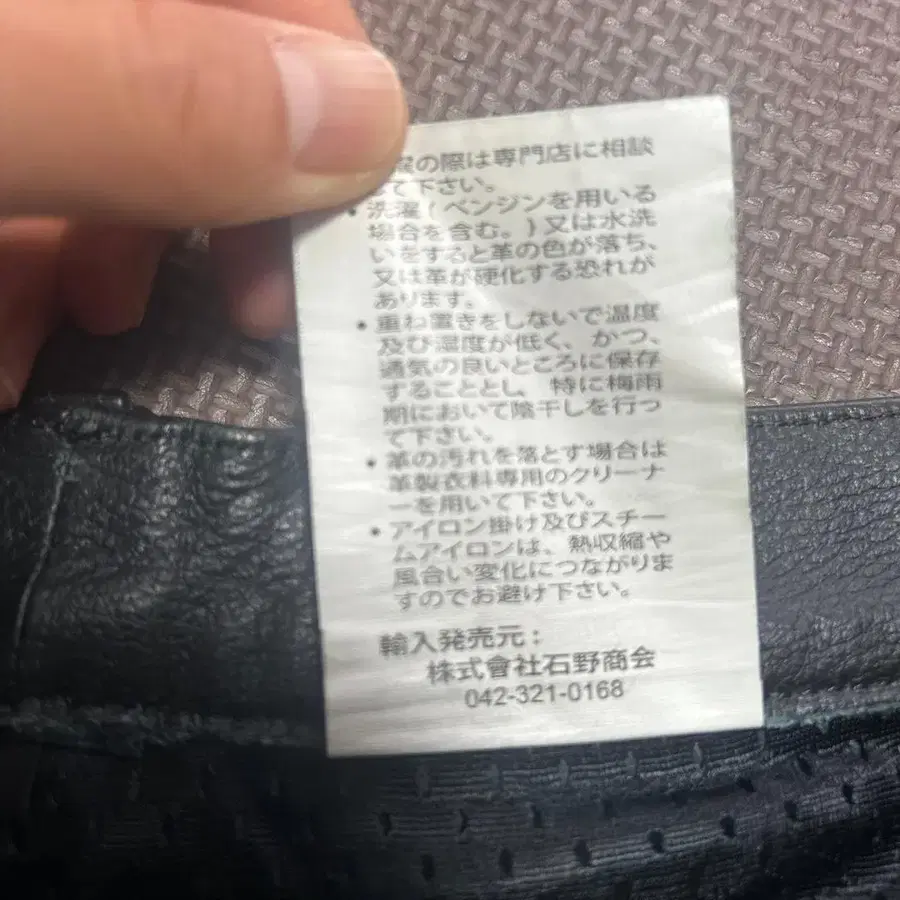 濯の際は専門店に相談
して下さい。
• 洗濯(ベンジンを用いる
場合を含む。)又は水洗
いをすると革の色が落ち、
又は革が硬化する恐れが
あります。
• 重ね置きをしないで温度
及び湿度が低く、かつ、
通気の良いところに保存
することとし、特に梅雨
期において陰干しを行っ
て下さい。
• 革の汚れを落とす場合は
革製衣料専用のクリーナ
ーを用いて下さい。
• アイロン掛け及びスチー
ムアイロンは、熱収縮や
風合い変化につながりま
すのでお避け下さい。
輸入発売元:
株式會社石野商会
042-321-0168